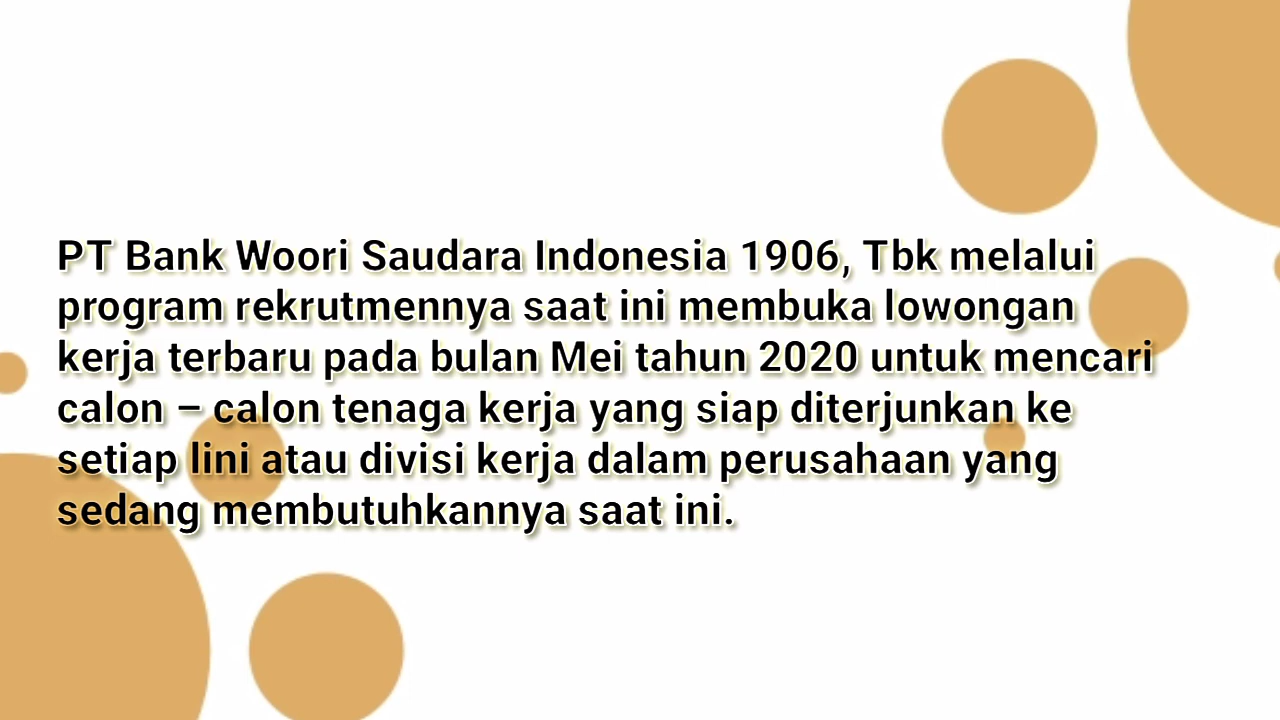 PT Bank Woori Saudara Indonesia 1906, Tbk melalui
program rekrutmennya saat ini membuka lowongan
kerja terbaru pada bulan Mei tahun 2020 untuk mencari
calon – calon tenaga kerja yang siap diterjunkan ke
setiap lini atau divisi kerja dalam perusahaan yang
sedang membutuhkannya saat ini.